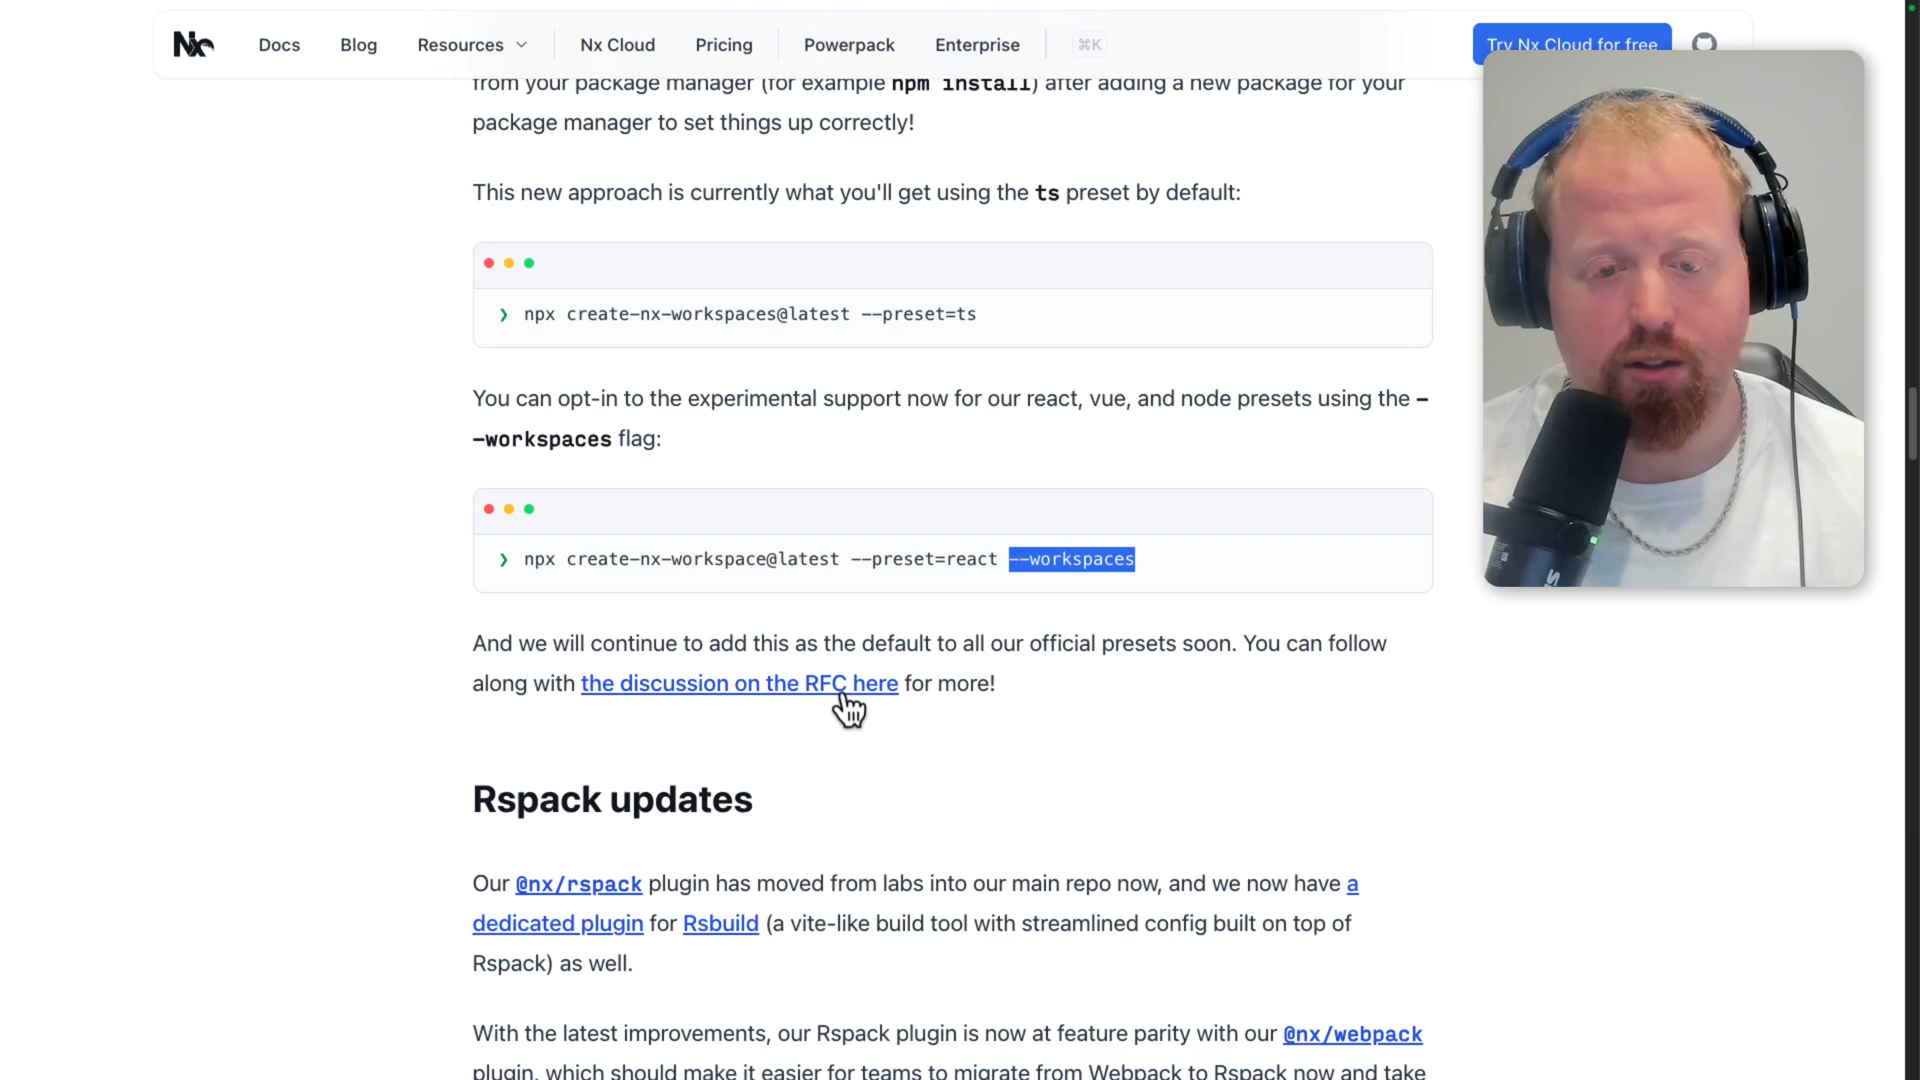 Nx Docs Blog Resources Nx Cloud Pricing Powerpack Enterprise ⌘K Try Nx Cloud for free
from your package manager (for example npm install) after adding a new package for your
package manager to set things up correctly!
This new approach is currently what you'll get using the ts preset by default:
❯ npx create-nx-workspaces@latest --preset=ts
You can opt-in to the experimental support now for our react, vue, and node presets using the -
-workspaces flag:
❯ npx create-nx-workspace@latest --preset=react --workspaces
And we will continue to add this as the default to all our official presets soon. You can follow
along with the discussion on the RFC here for more!
Rspack updates
Our @nx/rspack plugin has moved from labs into our main repo now, and we now have a
dedicated plugin for Rsbuild (a vite-like build tool with streamlined config built on top of
Rspack) as well.
With the latest improvements, our Rspack plugin is now at feature parity with our @nx/webpack
plugin, which should make it easier for teams to migrate from Webpack to Rspack now and take